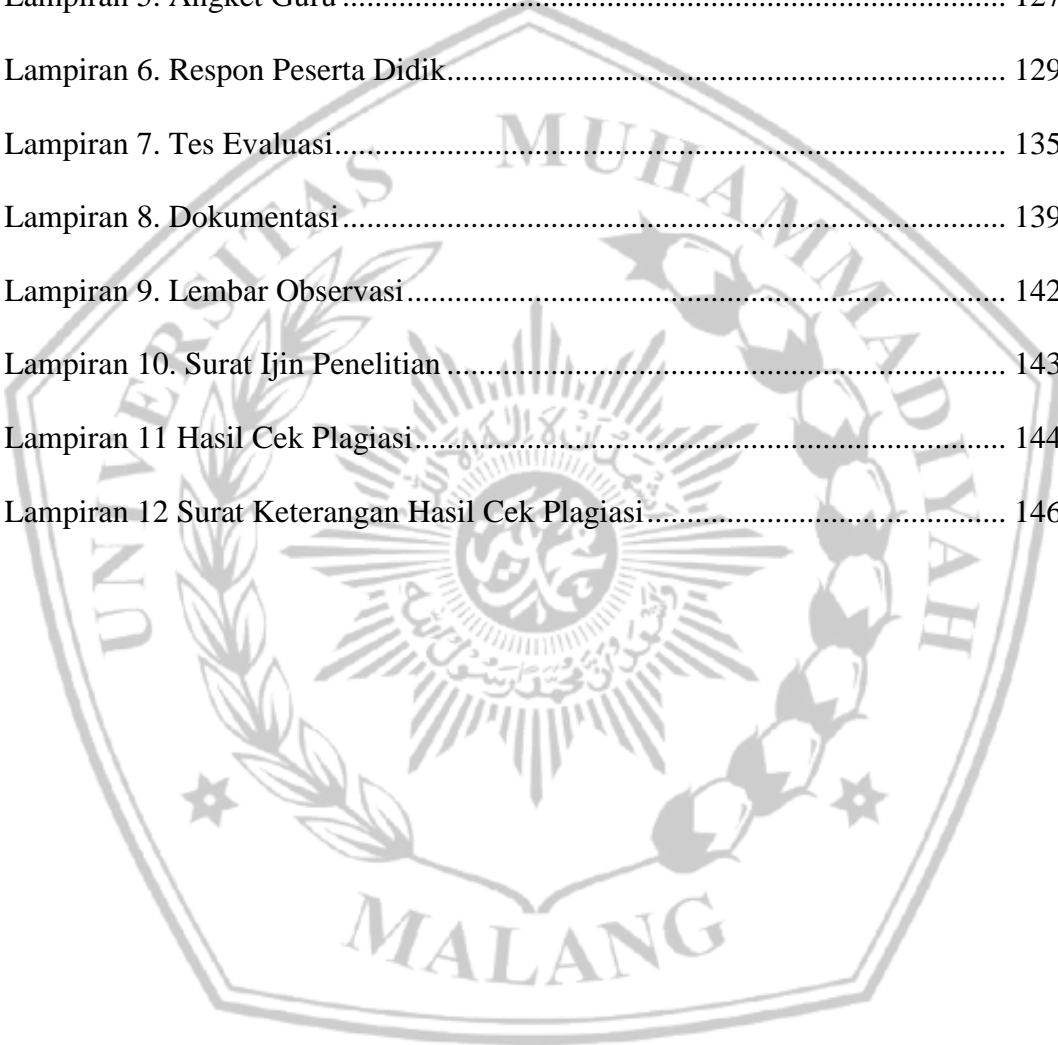 Lampiran 5. Angket Guru ........................ 127
Lampiran 6. Respon Peserta Didik........................ 129
Lampiran 7. Tes Evaluasi........................ 135
Lampiran 8. Dokumentasi........................ 139
Lampiran 9. Lembar Observasi........................ 142
Lampiran 10. Surat Ijin Penelitian ........................ 143
Lampiran 11 Hasil Cek Plagiasi........................ 144
Lampiran 12 Surat Keterangan Hasil Cek Plagiasi........................ 146
UNIVERSITAS MUHAMMADIYAH
MALANG